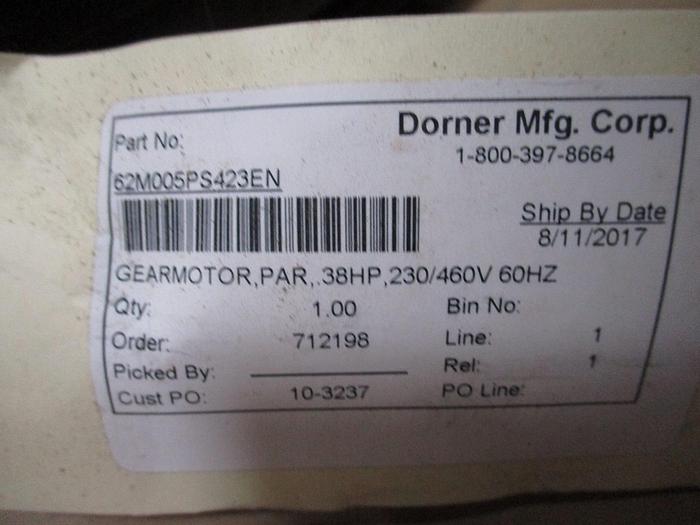 Dorner Mfg. Corp.
Part No:
1-800-397-8664
62M005PS423EN
Ship By Date
8/11/2017
GEARMOTOR,PAR,.38HP,230/460V 60HZ
Qty: 1.00 Bin No:
Order: 712198 Line: 1
Picked By: Rel: 1
Cust PO: 10-3237 PO Line: